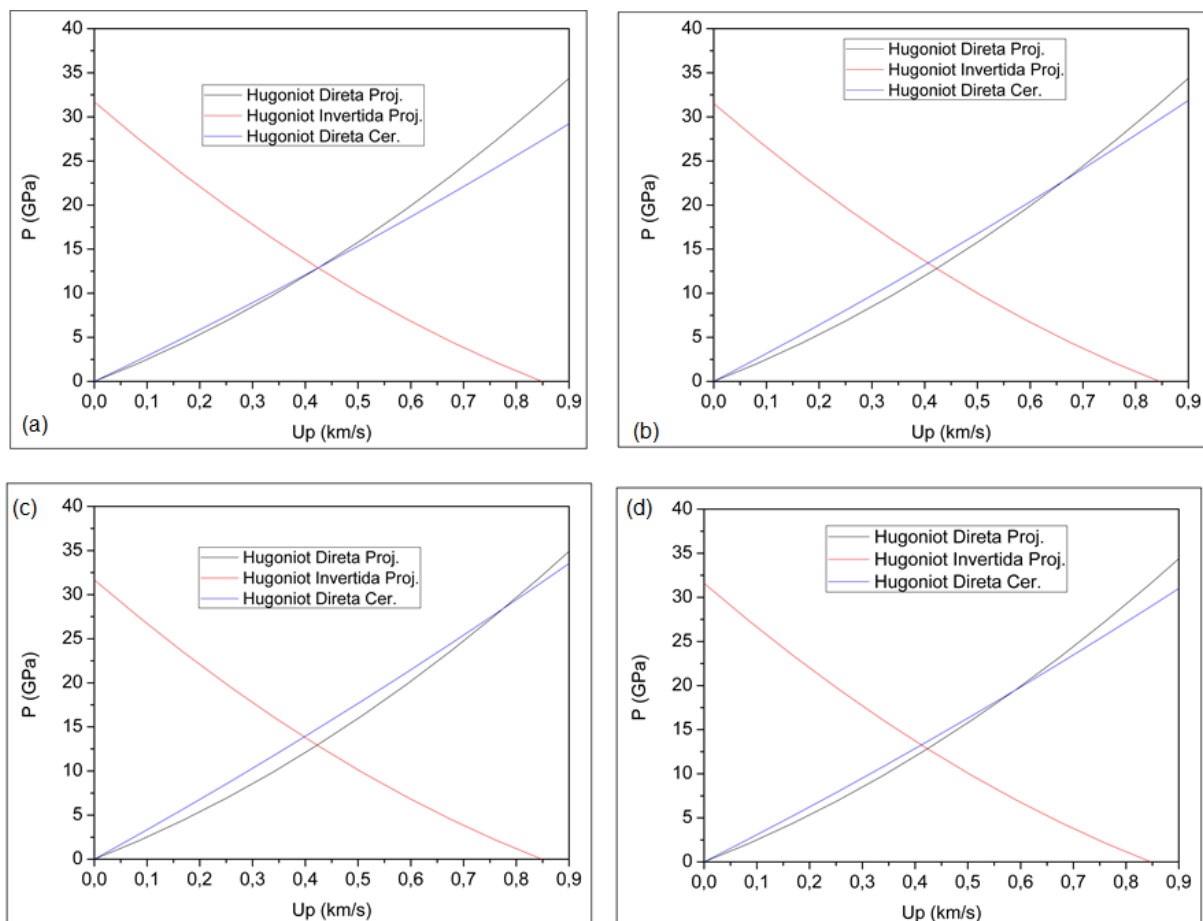 40
35
30
25
20
15
10
5
0
P (GPa)
Hugoniot Direta Proj.
Hugoniot Invertida Proj.
Hugoniot Direta Cer.
0,0 0,1 0,2 0,3 0,4 0,5 0,6 0,7 0,8 0,9
Up (km/s)
(a)
40
35
30
25
20
15
10
5
0
P (GPa)
Hugoniot Direta Proj.
Hugoniot Invertida Proj.
Hugoniot Direta Cer.
0,0 0,1 0,2 0,3 0,4 0,5 0,6 0,7 0,8 0,9
Up (km/s)
(b)
(c)
40
35
30
25
20
15
10
5
0
P (GPa)
Hugoniot Direta Proj.
Hugoniot Invertida Proj.
Hugoniot Direta Cer.
0,0 0,1 0,2 0,3 0,4 0,5 0,6 0,7 0,8 0,9
Up (km/s)
(d)
40
35
30
25
20
15
10
5
0
P (GPa)
Hugoniot Direta Proj.
Hugoniot Invertida Proj.
Hugoniot Direta Cer.
0,0 0,1 0,2 0,3 0,4 0,5 0,6 0,7 0,8 0,9
Up (km/s)